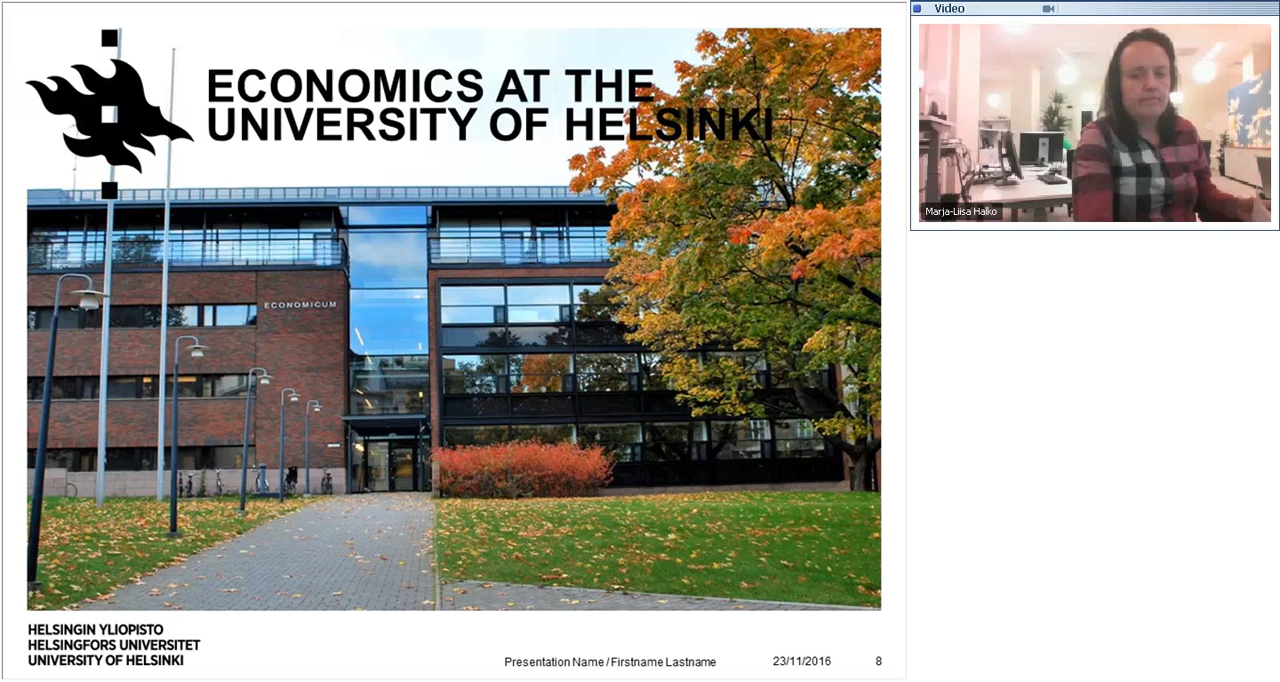 ECONOMICS AT THE
UNIVERSITY OF HELSINKI
ECONOMICUM
HELSINGIN YLIOPISTO
HELSINGFORS UNIVERSITET
UNIVERSITY OF HELSINKI
Presentation Name / Firstname Lastname
23/11/2016
8
Video
Marja-Liisa Halko